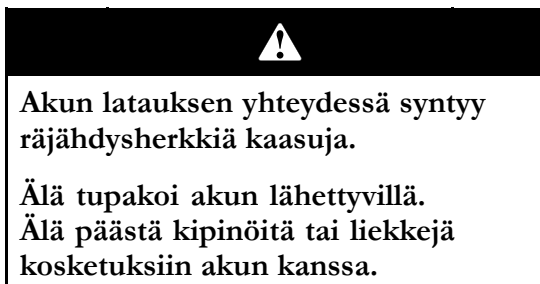 Akun latauksen yhteydessä syntyy
räjähdysherkkiä kaasuja.
Älä tupakoi akun lähettyvillä.
Älä päästä kipinöitä tai liekkejä
kosketuksiin akun kanssa.